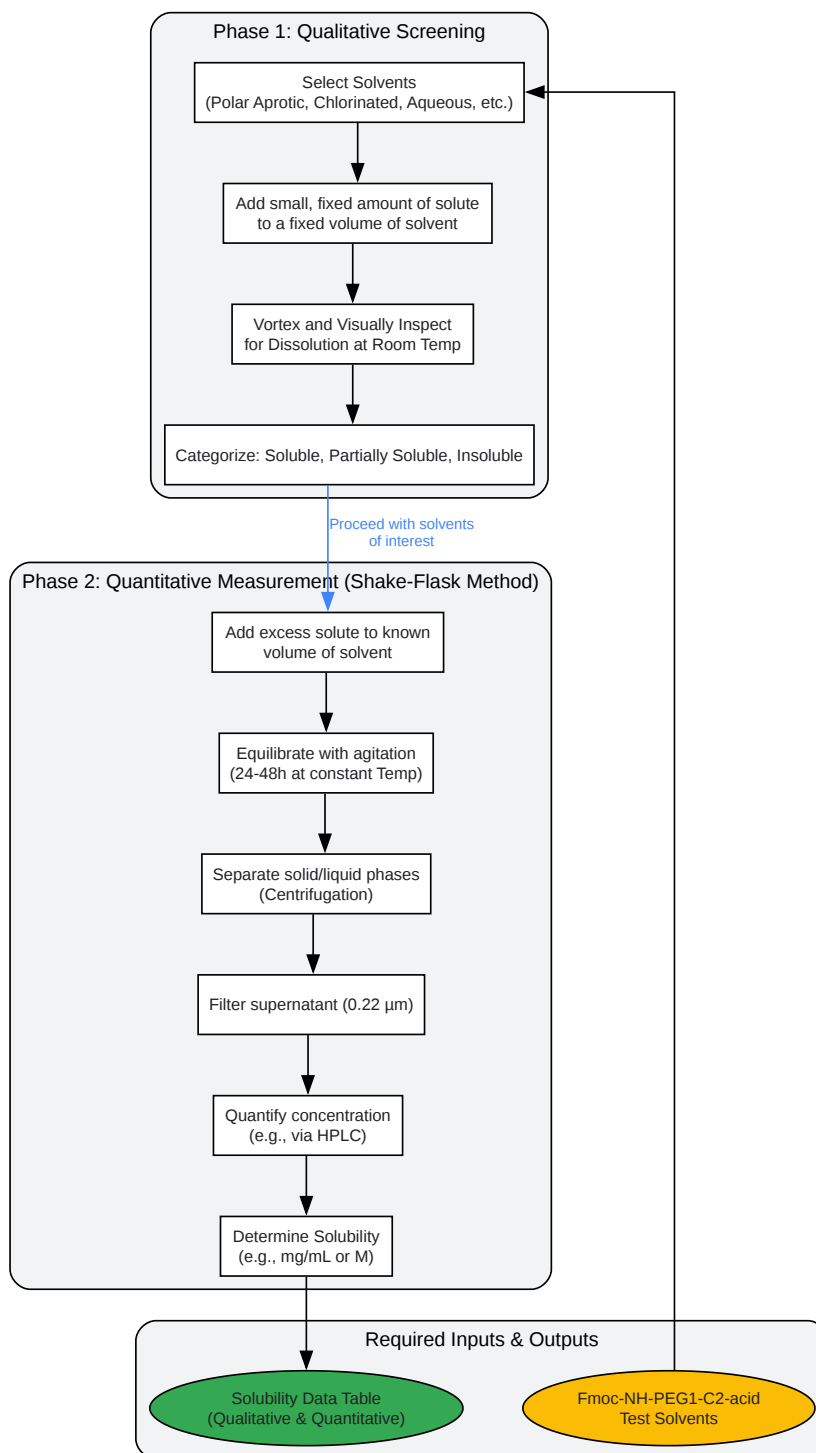 Phase 1: Qualitative Screening
Select Solvents
(Polar Aprotic, Chlorinated, Aqueous, etc.)
Add small, fixed amount of solute
to a fixed volume of solvent
Vortex and Visually Inspect
for Dissolution at Room Temp
Categorize: Soluble, Partially Soluble, Insoluble
Proceed with solvents
of interest
Phase 2: Quantitative Measurement (Shake-Flask Method)
Add excess solute to known
volume of solvent
Equilibrate with agitation
(24-48h at constant Temp)
Separate solid/liquid phases
(Centrifugation)
Filter supernatant (0.22 µm)
Quantify concentration
(e.g., via HPLC)
Determine Solubility
(e.g., mg/mL or M)
Required Inputs & Outputs
Solubility Data Table
(Qualitative & Quantitative)
Fmoc-NH-PEG1-C2-acid
Test Solvents